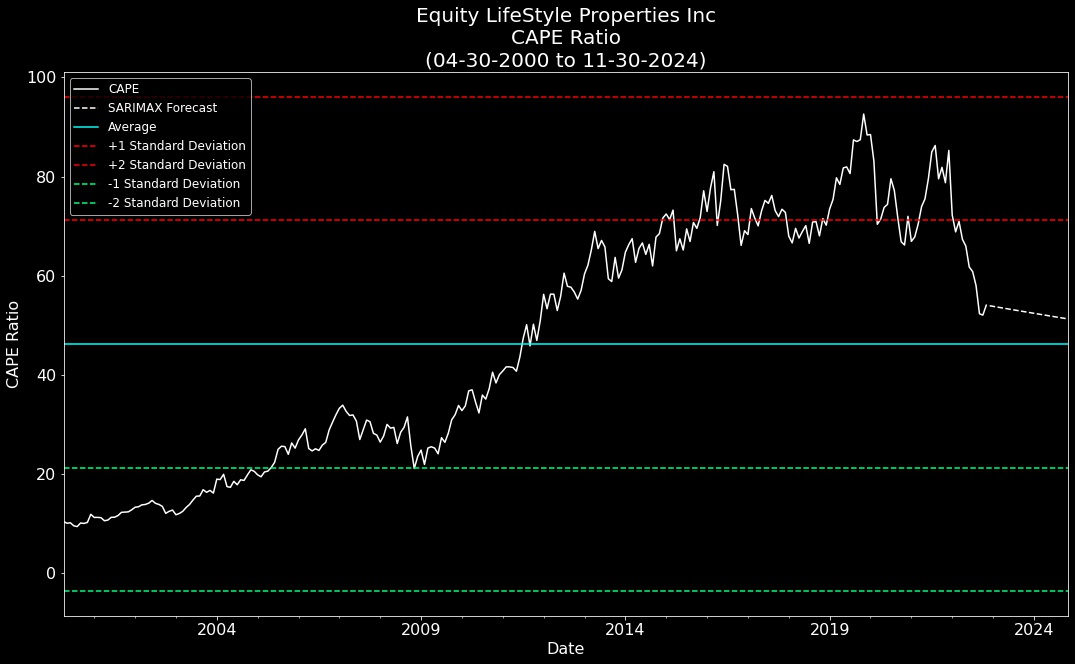 Equity LifeStyle Properties Inc
CAPE Ratio
(04-30-2000 to 11-30-2024)
100
80
60
40
20
0
CAPE Ratio
CAPE
SARIMAX Forecast
Average
+1 Standard Deviation
+2 Standard Deviation
-1 Standard Deviation
-2 Standard Deviation
2004
2009
2014
2019
2024
Date